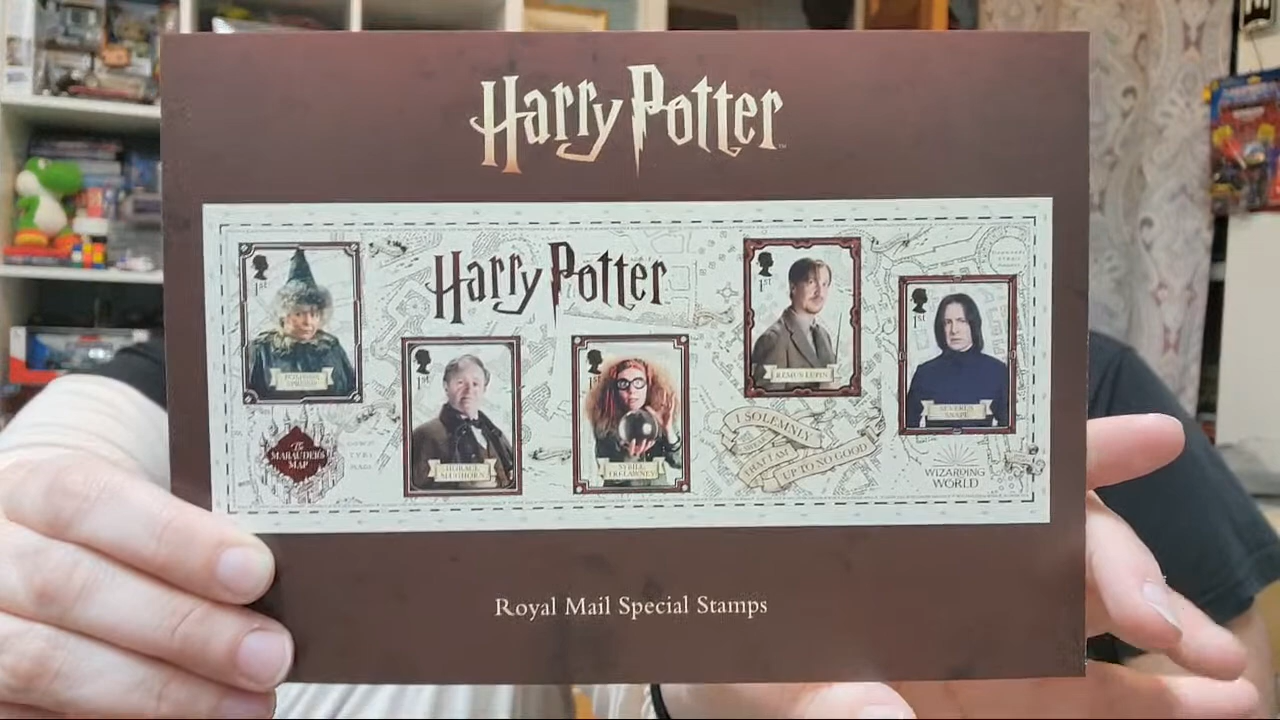 Harry Potter
Harry Potter
1st
POMONA
SPROUT
1st
HORACE
SLUGHORN
1st
SYBILL
TRELAWNEY
1st
REMUS LUPIN
1st
SEVERUS
SNAPE
The
MARAUDER'S
MAP
I SOLEMNLY
SWEAR
THAT I AM
UP TO NO GOOD
WIZARDING
WORLD
Royal Mail Special Stamps